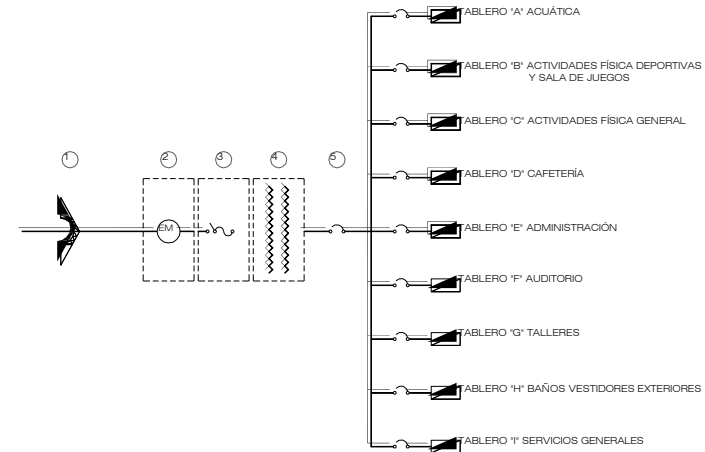 TABLERO "A" ACUÁTICA
TABLERO "B" ACTIVIDADES FÍSICA DEPORTIVAS
Y SALA DE JUEGOS
TABLERO "C" ACTIVIDADES FÍSICA GENERAL
1 2 3 4 5
TABLERO "D" CAFETERÍA
EM
TABLERO "E" ADMINISTRACIÓN
TABLERO "F" AUDITORIO
TABLERO "G" TALLERES
TABLERO "H" BAÑOS VESTIDORES EXTERIORES
TABLERO "I" SERVICIOS GENERALES